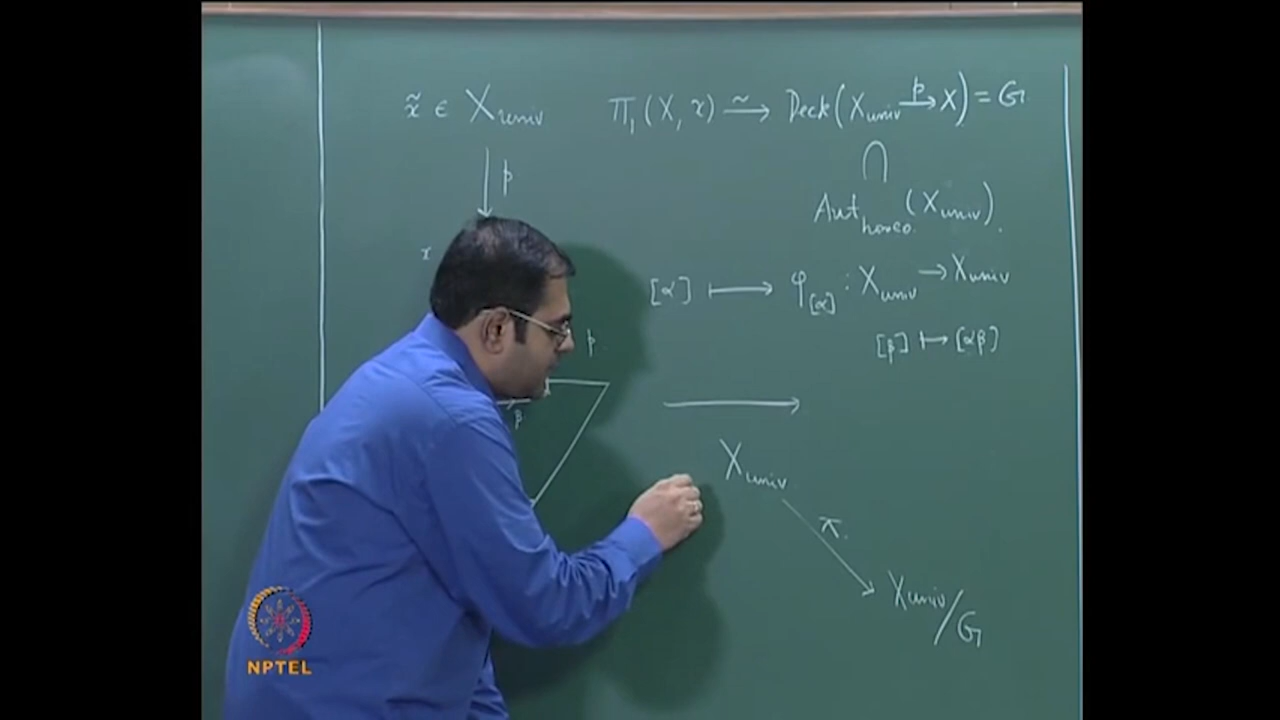 x̃ ∈ X_univ   Π₁(X, x) ⥲ Deck(X_univ →^p X) = G
↓ p   ∩
Aut_homeo.(X_univ).
x   [α] ⟼ φ_[α] : X_univ → X_univ
p   [β] ⟼ [αβ]
β
X_univ
π.
X_univ/G
NPTEL